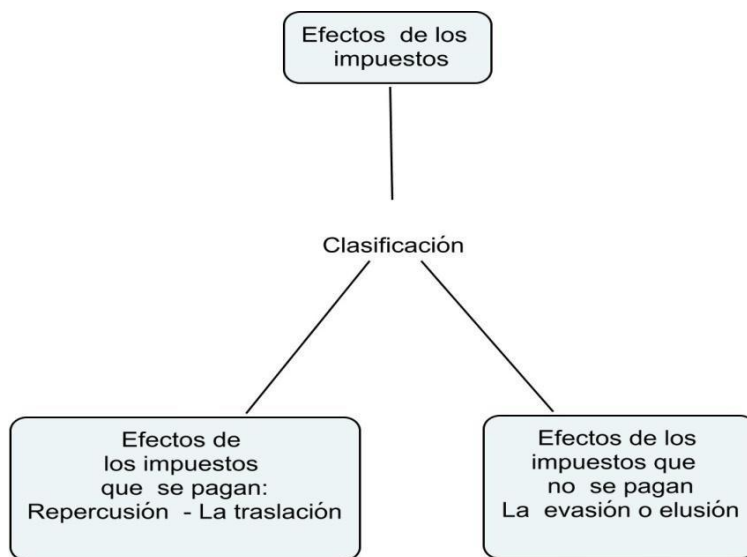 Efectos de los
impuestos
Clasificación
Efectos de
los impuestos
que se pagan:
Repercusión - La traslación
Efectos de los
impuestos que
no se pagan
La evasión o elusión